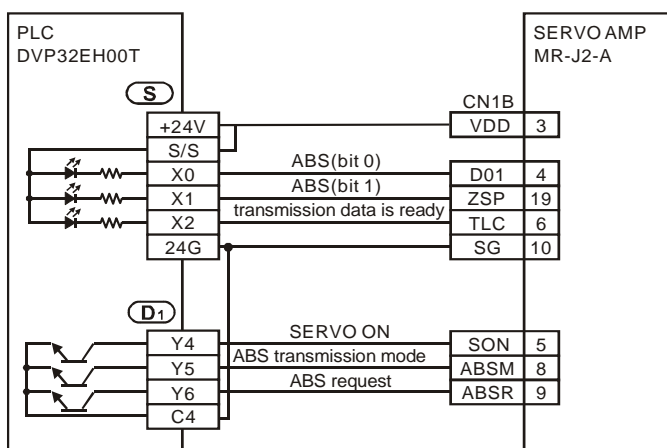 PLC
DVP32EH00T
SERVO AMP
MR-J2-A
S
CN1B
+24V
VDD 3
S/S
X0
ABS(bit 0)
D01 4
X1
ABS(bit 1)
ZSP 19
X2
transmission data is ready
TLC 6
24G
SG 10
D1
Y4
SERVO ON
SON 5
Y5
ABS transmission mode
ABSM 8
Y6
ABS request
ABSR 9
C4